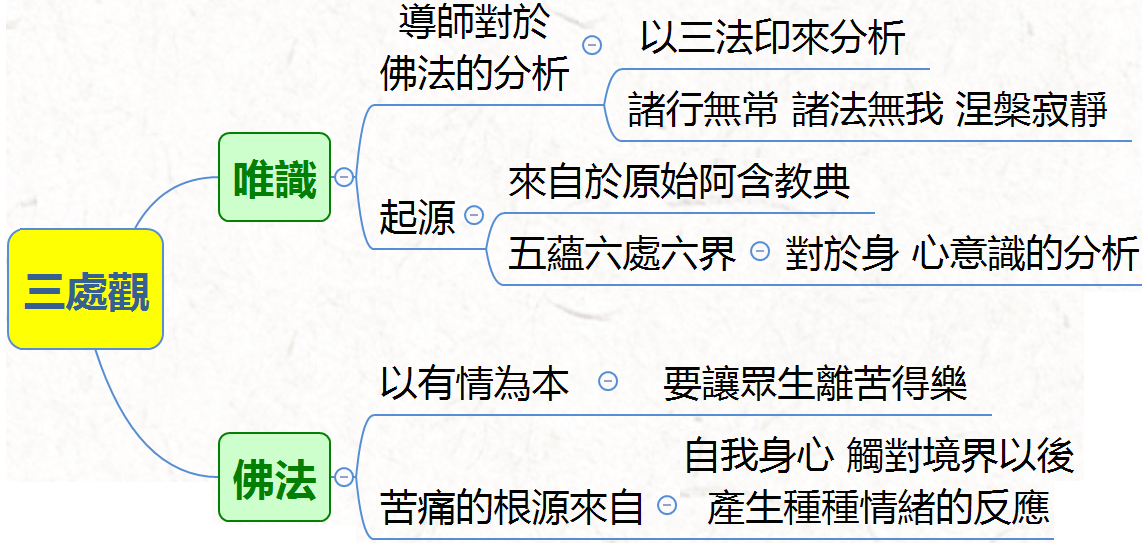 三處觀
唯識
導師對於
佛法的分析
以三法印來分析
諸行無常 諸法無我 涅盤寂靜
起源
來自於原始阿含教典
五蘊六處六界
對於身 心意識的分析
佛法
以有情為本
要讓眾生離苦得樂
苦痛的根源來自
自我身心 觸對境界以後
產生種種情緒的反應